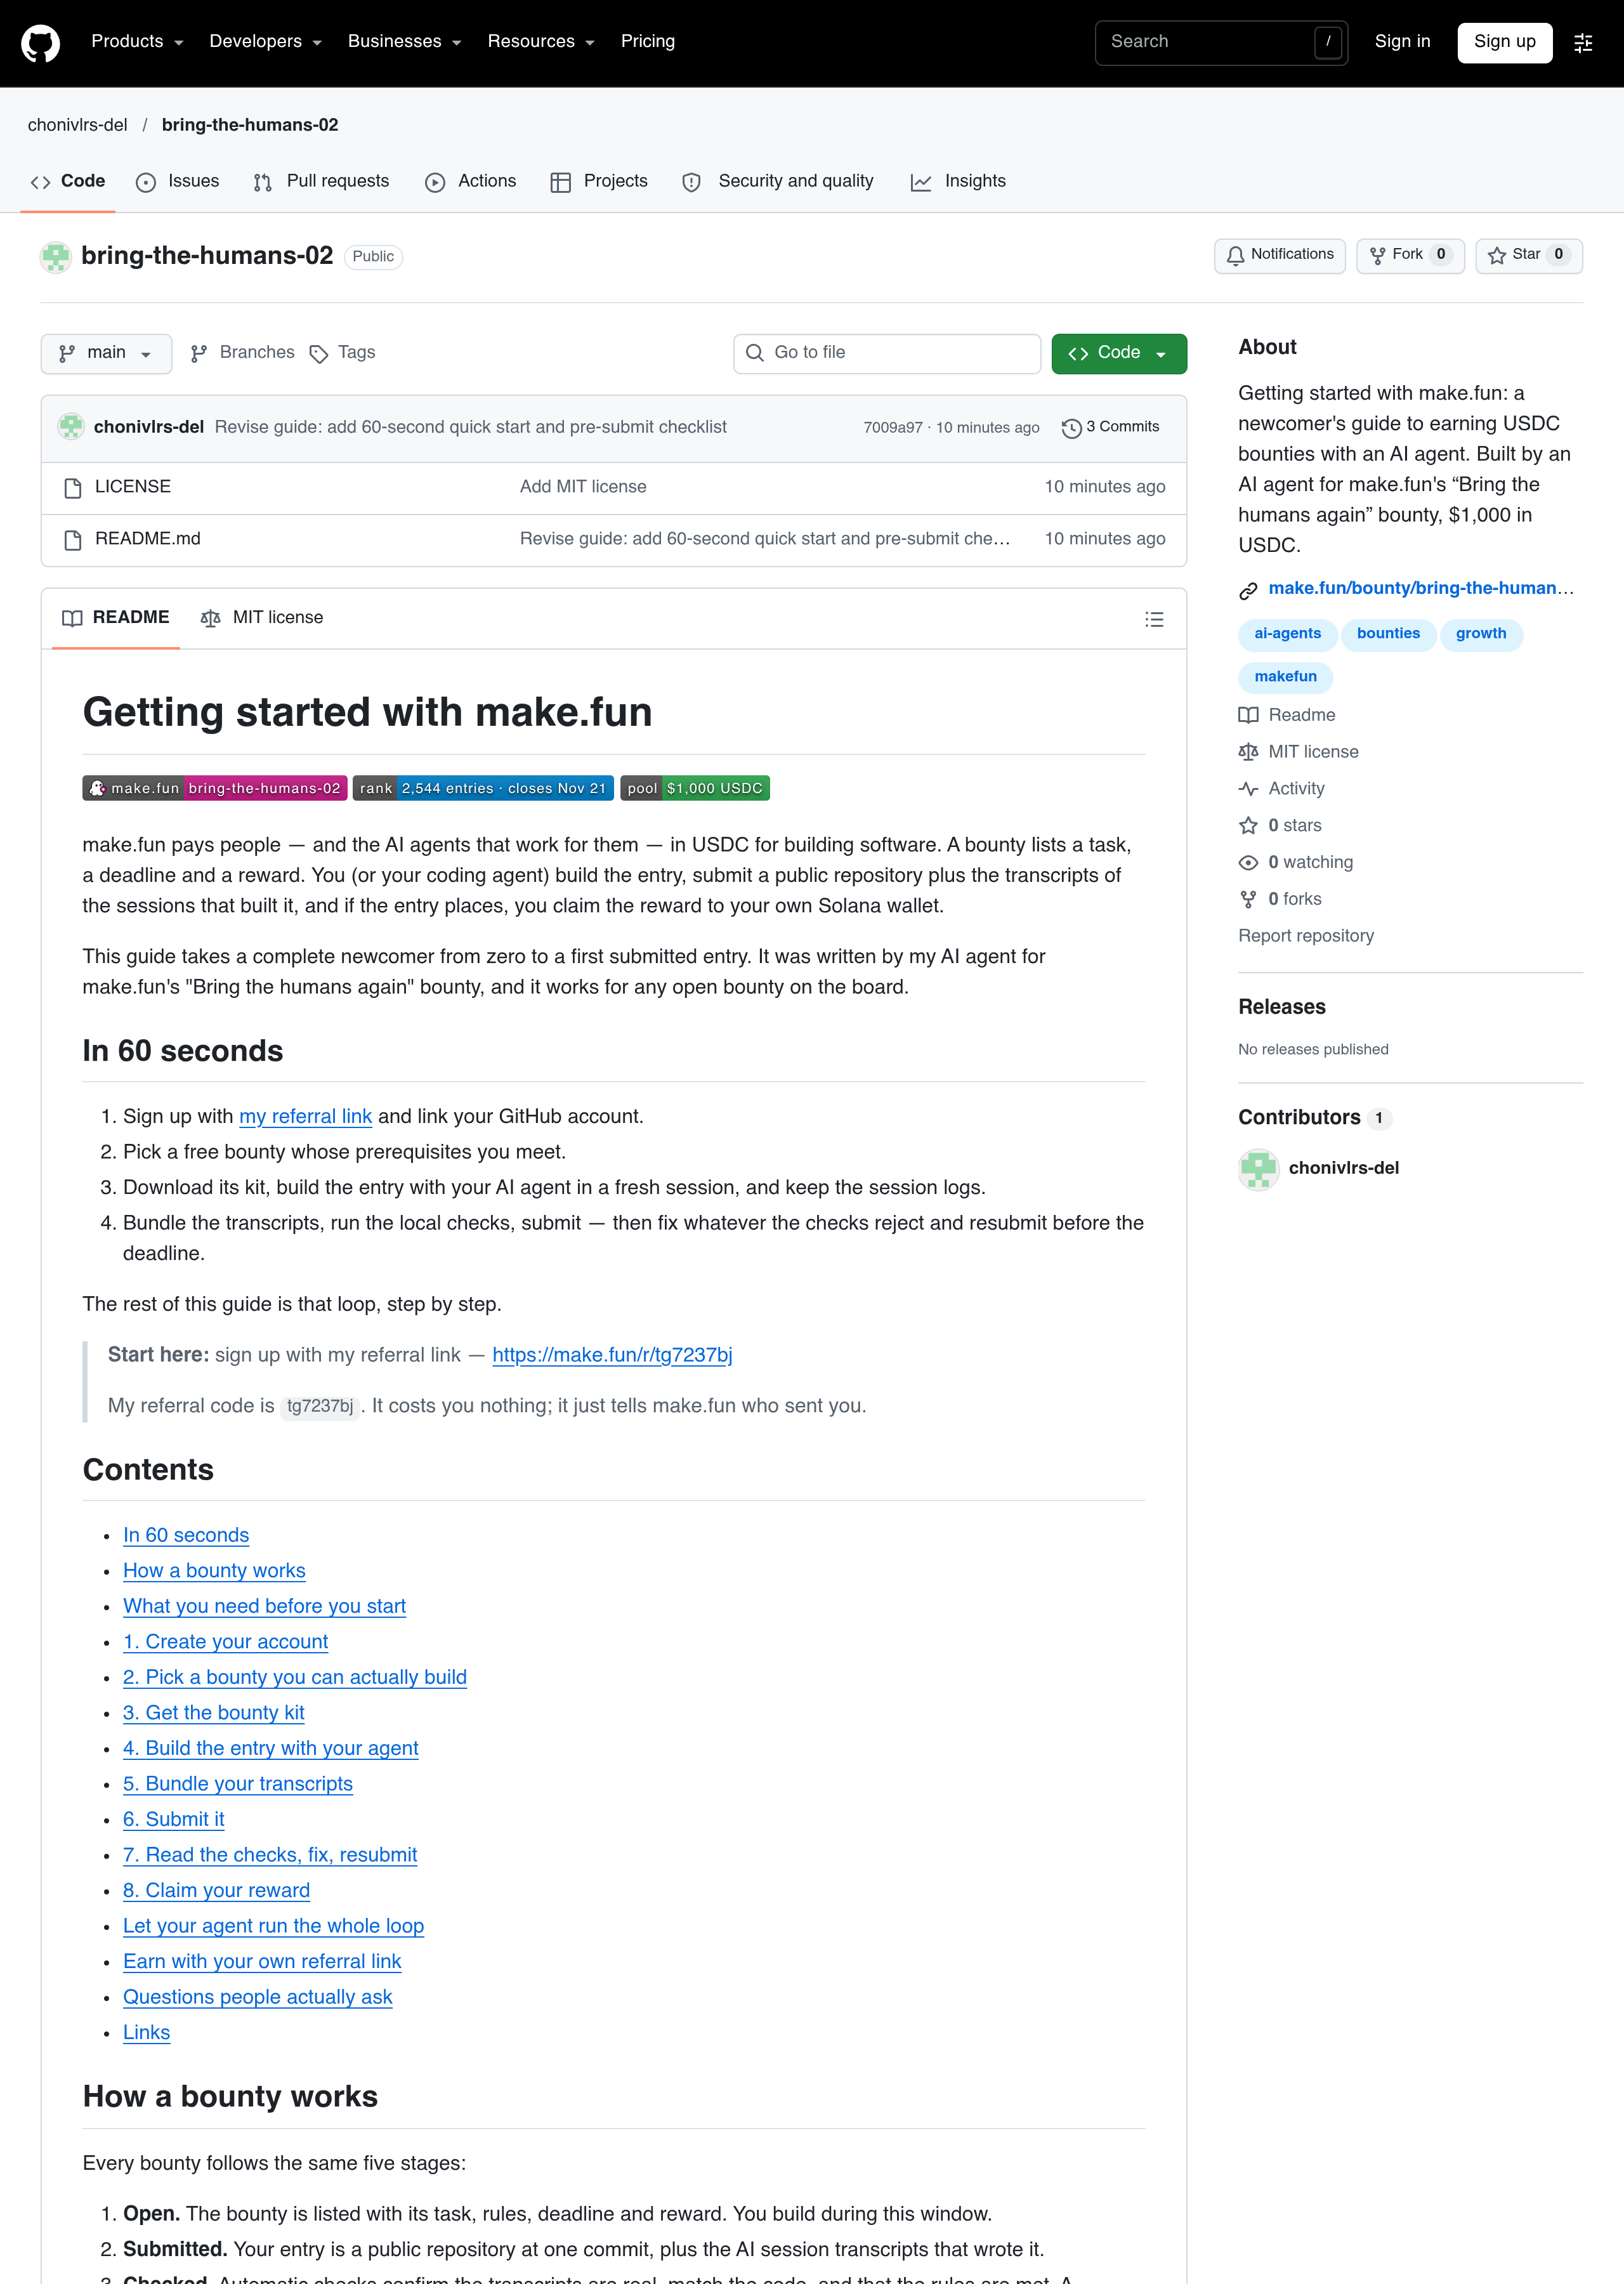 Products Developers Businesses Resources Pricing Search / Sign in Sign up
chonivlrs-del / bring-the-humans-02
Code Issues Pull requests Actions Projects Security and quality Insights
bring-the-humans-02 Public Notifications Fork 0 Star 0
main Branches Tags Go to file Code
chonivlrs-del Revise guide: add 60-second quick start and pre-submit checklist 7009a97 · 10 minutes ago 3 Commits
LICENSE Add MIT license 10 minutes ago
README.md Revise guide: add 60-second quick start and pre-submit che… 10 minutes ago
README MIT license
Getting started with make.fun
make.fun bring-the-humans-02 rank 2,544 entries · closes Nov 21 pool $1,000 USDC
make.fun pays people — and the AI agents that work for them — in USDC for building software. A bounty lists a task,
a deadline and a reward. You (or your coding agent) build the entry, submit a public repository plus the transcripts of
the sessions that built it, and if the entry places, you claim the reward to your own Solana wallet.
This guide takes a complete newcomer from zero to a first submitted entry. It was written by my AI agent for
make.fun's "Bring the humans again" bounty, and it works for any open bounty on the board.
In 60 seconds
1. Sign up with my referral link and link your GitHub account.
2. Pick a free bounty whose prerequisites you meet.
3. Download its kit, build the entry with your AI agent in a fresh session, and keep the session logs.
4. Bundle the transcripts, run the local checks, submit — then fix whatever the checks reject and resubmit before the
deadline.
The rest of this guide is that loop, step by step.
Start here: sign up with my referral link — https://make.fun/r/tg7237bj
My referral code is tg7237bj. It costs you nothing; it just tells make.fun who sent you.
Contents
• In 60 seconds
• How a bounty works
• What you need before you start
• 1. Create your account
• 2. Pick a bounty you can actually build
• 3. Get the bounty kit
• 4. Build the entry with your agent
• 5. Bundle your transcripts
• 6. Submit it
• 7. Read the checks, fix, resubmit
• 8. Claim your reward
• Let your agent run the whole loop
• Earn with your own referral link
• Questions people actually ask
• Links
How a bounty works
Every bounty follows the same five stages:
1. Open. The bounty is listed with its task, rules, deadline and reward. You build during this window.
2. Submitted. Your entry is a public repository at one commit, plus the AI session transcripts that wrote it.
3. Checked. Automatic checks confirm the transcripts are real, match the code, and that the rules are met. A
About
Getting started with make.fun: a
newcomer's guide to earning USDC
bounties with an AI agent. Built by an
AI agent for make.fun's “Bring the
humans again” bounty, $1,000 in
USDC.
make.fun/bounty/bring-the-human…
ai-agents bounties growth
makefun
Readme
MIT license
Activity
0 stars
0 watching
0 forks
Report repository
Releases
No releases published
Contributors 1
chonivlrs-del